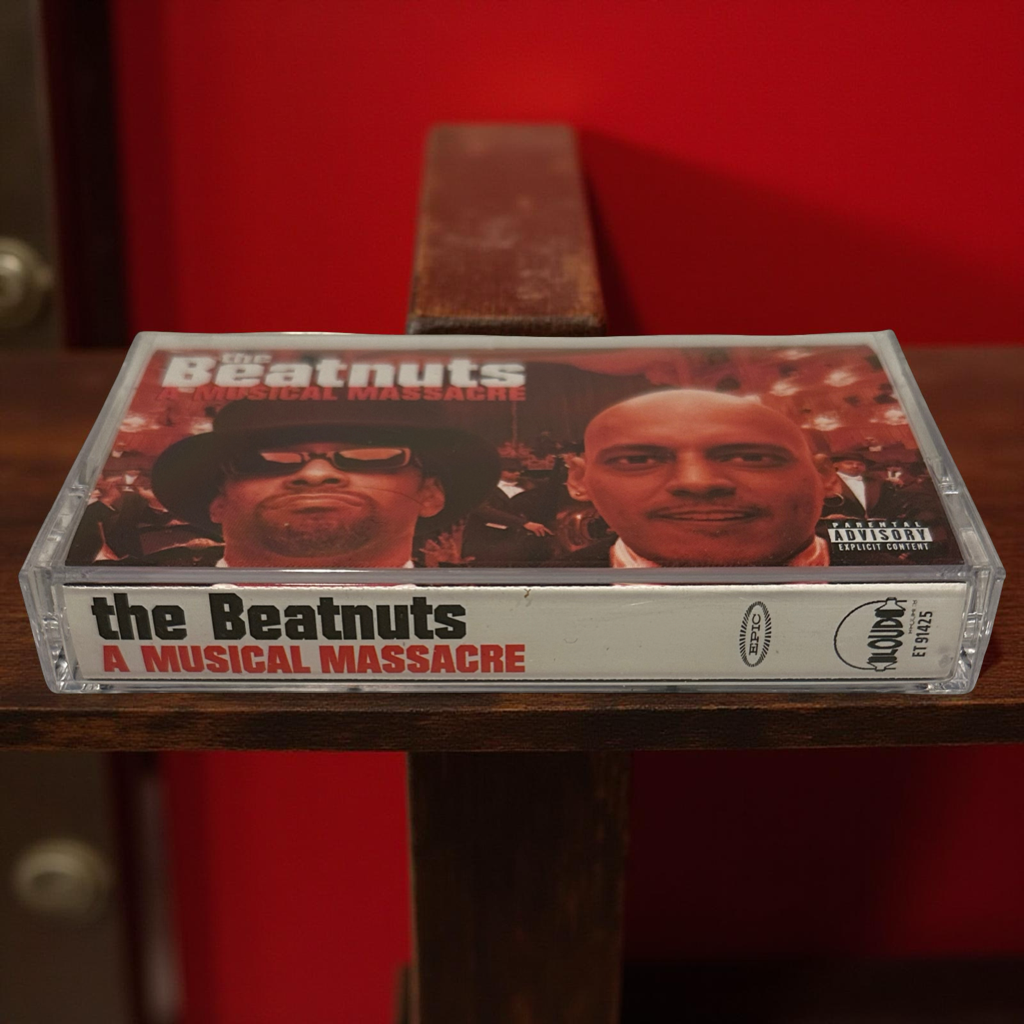 the
Beatnuts
A MUSICAL MASSACRE
PARENTAL
ADVISORY
EXPLICIT CONTENT
the Beatnuts
A MUSICAL MASSACRE
EPIC
LOUD
ET 91425